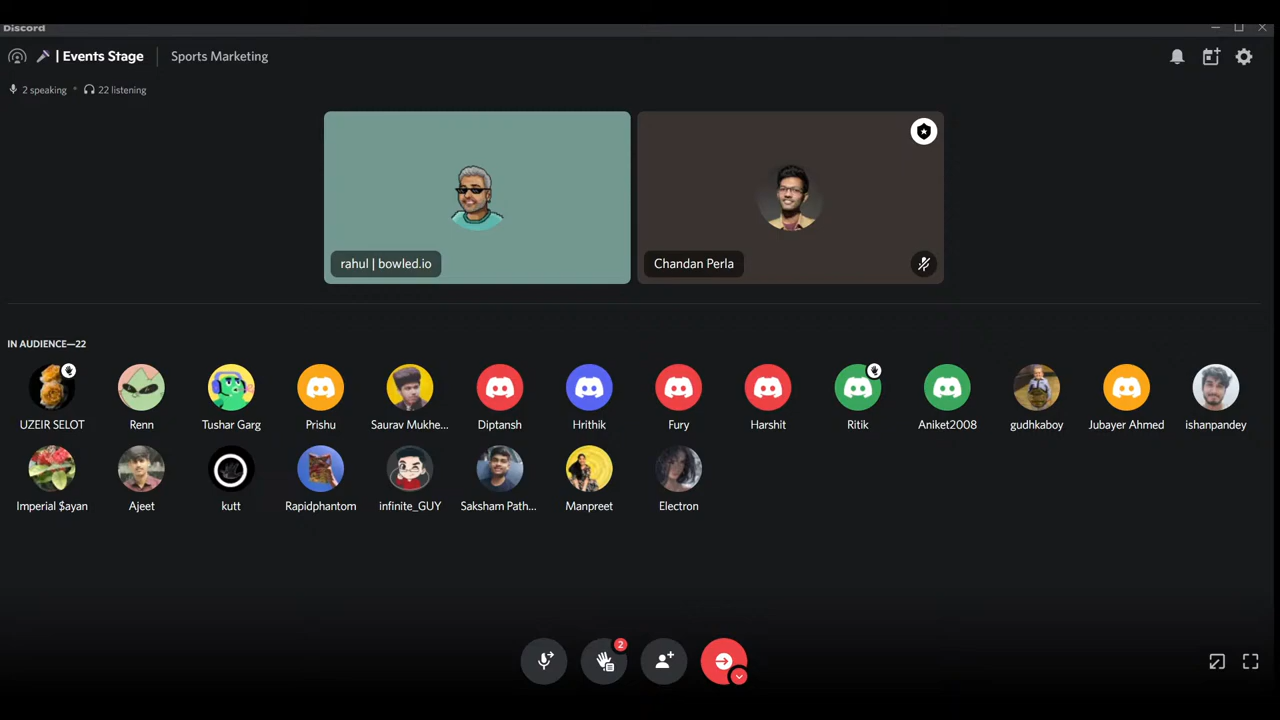 Discord
| Events Stage
Sports Marketing
2 speaking • 22 listening
rahul | bowled.io
Chandan Perla
IN AUDIENCE—22
UZEIR SELOT
Renn
Tushar Garg
Prishu
Saurav Mukhe...
Diptansh
Hrithik
Fury
Harshit
Ritik
Aniket2008
gudhkaboy
Jubayer Ahmed
ishanpandey
Imperial $ayan
Ajeet
kutt
Rapidphantom
infinite_GUY
Saksham Path...
Manpreet
Electron
2